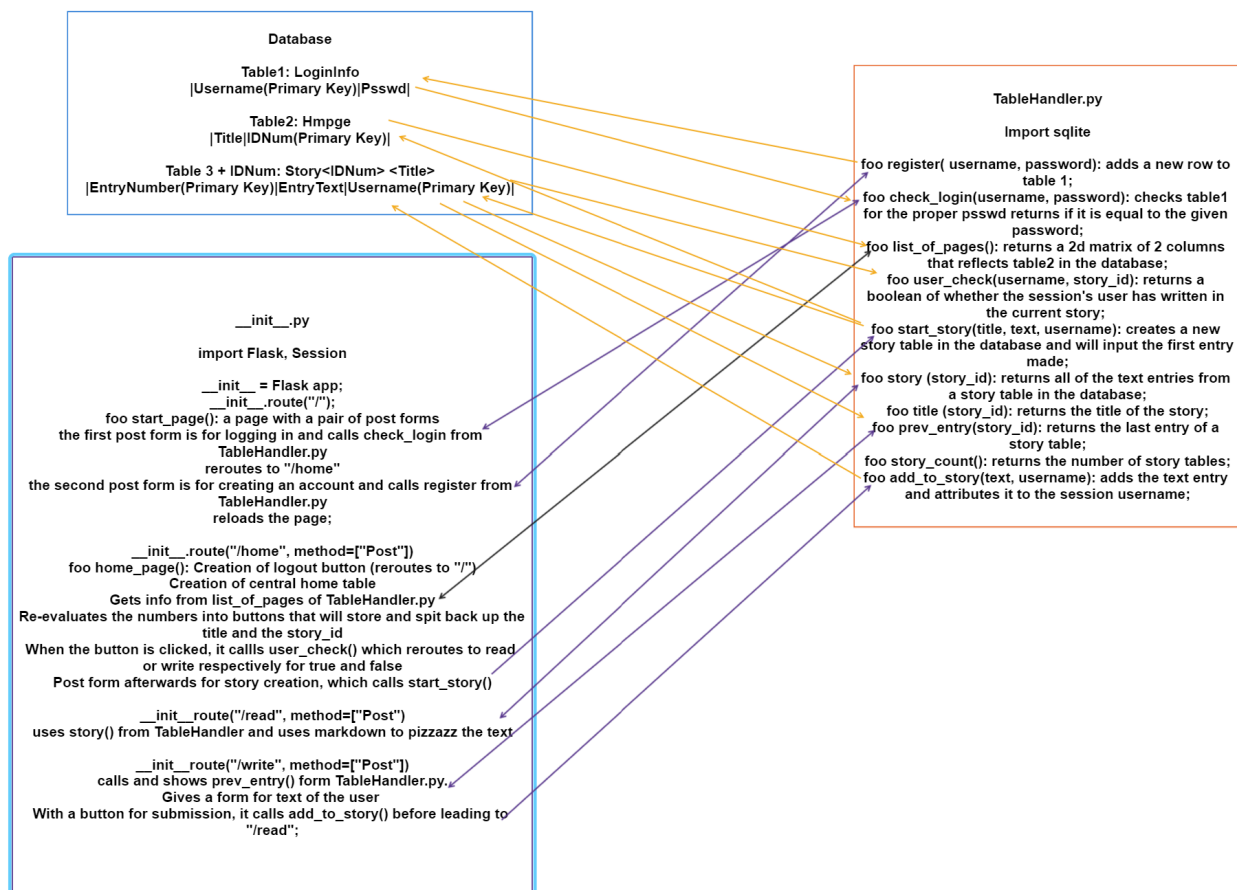 Database
Table1: LoginInfo
|Username(Primary Key)|Psswd|
Table2: Hmpge
|Title|IDNum(Primary Key)|
Table 3 + IDNum: Story<IDNum> <Title>
|EntryNumber(Primary Key)|EntryText|Username(Primary Key)|
__init__.py
import Flask, Session
__init__ = Flask app;
__init__.route("/");
foo start_page(): a page with a pair of post forms
the first post form is for logging in and calls check_login from
TableHandler.py
reroutes to "/home"
the second post form is for creating an account and calls register from
TableHandler.py
reloads the page;
__init__.route("/home", method=["Post"])
foo home_page(): Creation of logout button (reroutes to "/")
Creation of central home table
Gets info from list_of_pages of TableHandler.py
Re-evaluates the numbers into buttons that will store and spit back up the
title and the story_id
When the button is clicked, it callls user_check() which reroutes to read
or write respectively for true and false
Post form afterwards for story creation, which calls start_story()
__init__route("/read", method=["Post")
uses story() from TableHandler and uses markdown to pizzazz the text
__init__route("/write", method=["Post"])
calls and shows prev_entry() form TableHandler.py.
Gives a form for text of the user
With a button for submission, it calls add_to_story() before leading to
"/read";
TableHandler.py
Import sqlite
foo register( username, password): adds a new row to
table 1;
foo check_login(username, password): checks table1
for the proper psswd returns if it is equal to the given
password;
foo list_of_pages(): returns a 2d matrix of 2 columns
that reflects table2 in the database;
foo user_check(username, story_id): returns a
boolean of whether the session's user has written in
the current story;
foo start_story(title, text, username): creates a new
story table in the database and will input the first entry
made;
foo story (story_id): returns all of the text entries from
a story table in the database;
foo title (story_id): returns the title of the story;
foo prev_entry(story_id): returns the last entry of a
story table;
foo story_count(): returns the number of story tables;
foo add_to_story(text, username): adds the text entry
and attributes it to the session username;